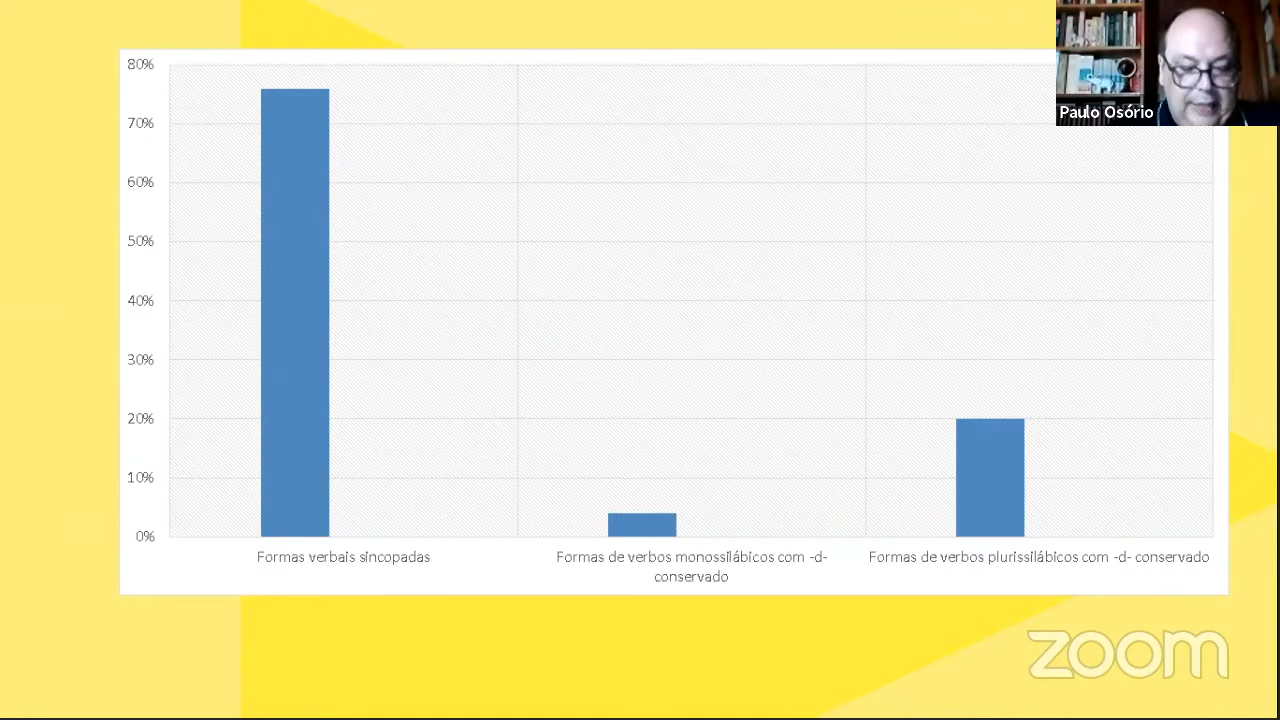 Paulo Osório
80%
70%
60%
50%
40%
30%
20%
10%
0%
Formas verbais sincopadas
Formas de verbos monossilábicos com -d-
conservado
Formas de verbos plurissilábicos com -d- conservado
zoom